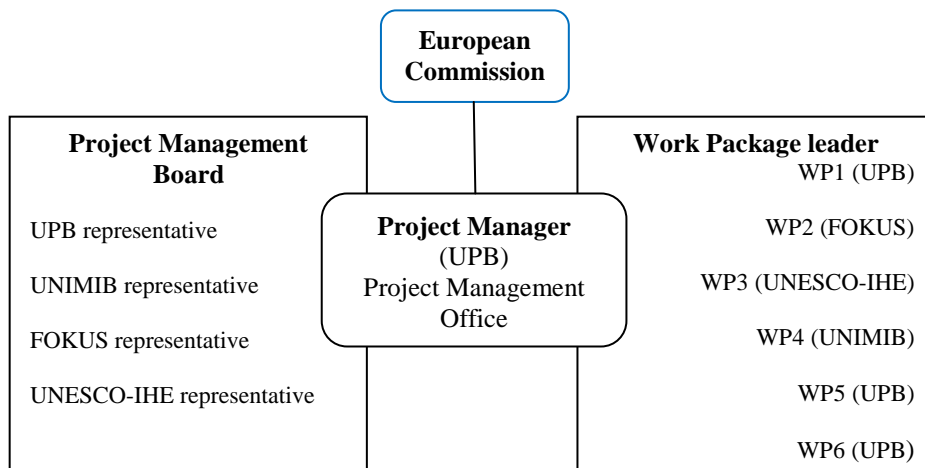 European
Commission
Project Management
Board
UPB representative
UNIMIB representative
FOKUS representative
UNESCO-IHE representative
Project Manager
(UPB)
Project Management
Office
Work Package leader
WP1 (UPB)
WP2 (FOKUS)
WP3 (UNESCO-IHE)
WP4 (UNIMIB)
WP5 (UPB)
WP6 (UPB)